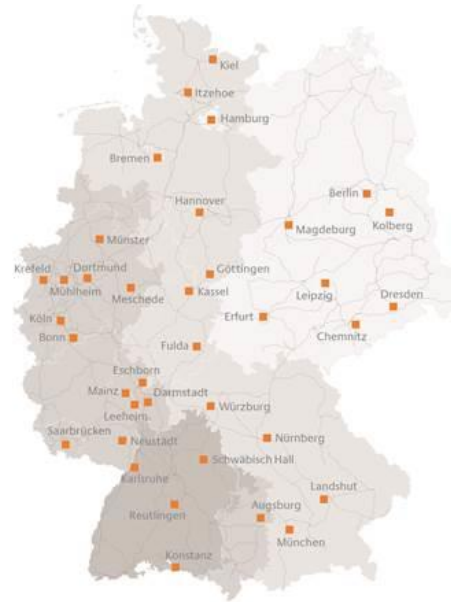 Kiel
Itzehoe
Hamburg
Bremen
Berlin
Hannover
Kolberg
Magdeburg
Münster
Göttingen
Krefeld
Dortmund
Mühlheim
Meschede
Kassel
Leipzig
Dresden
Köln
Erfurt
Chemnitz
Bonn
Fulda
Eschborn
Mainz
Darmstadt
Leeheim
Würzburg
Saarbrücken
Neustadt
Nürnberg
Schwäbisch Hall
Karlsruhe
Landshut
Reutlingen
Augsburg
München
Konstanz